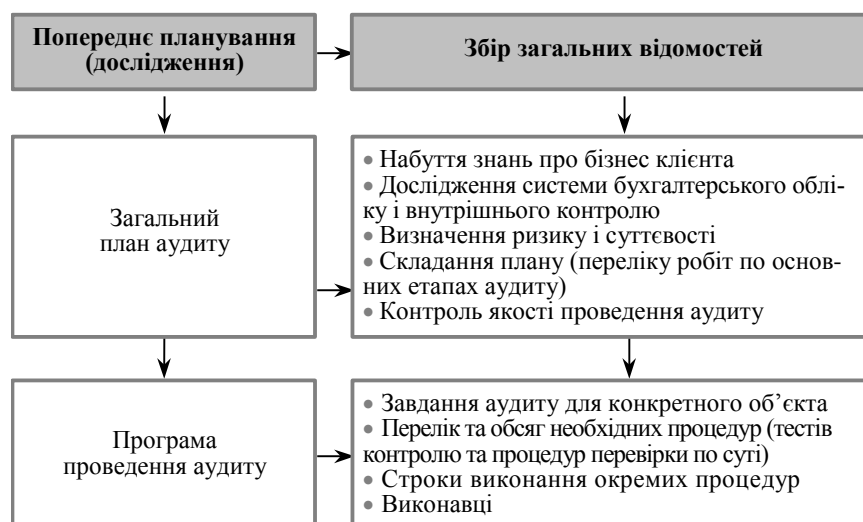 Попереднє планування
(дослідження)
Збір загальних відомостей
Загальний
план аудиту
• Набуття знань про бізнес клієнта
• Дослідження системи бухгалтерського облі-
ку і внутрішнього контролю
• Визначення ризику і суттєвості
• Складання плану (переліку робіт по основ-
них етапах аудиту)
• Контроль якості проведення аудиту
Програма
проведення аудиту
• Завдання аудиту для конкретного об’єкта
• Перелік та обсяг необхідних процедур (тестів
контролю та процедур перевірки по суті)
• Строки виконання окремих процедур
• Виконавці